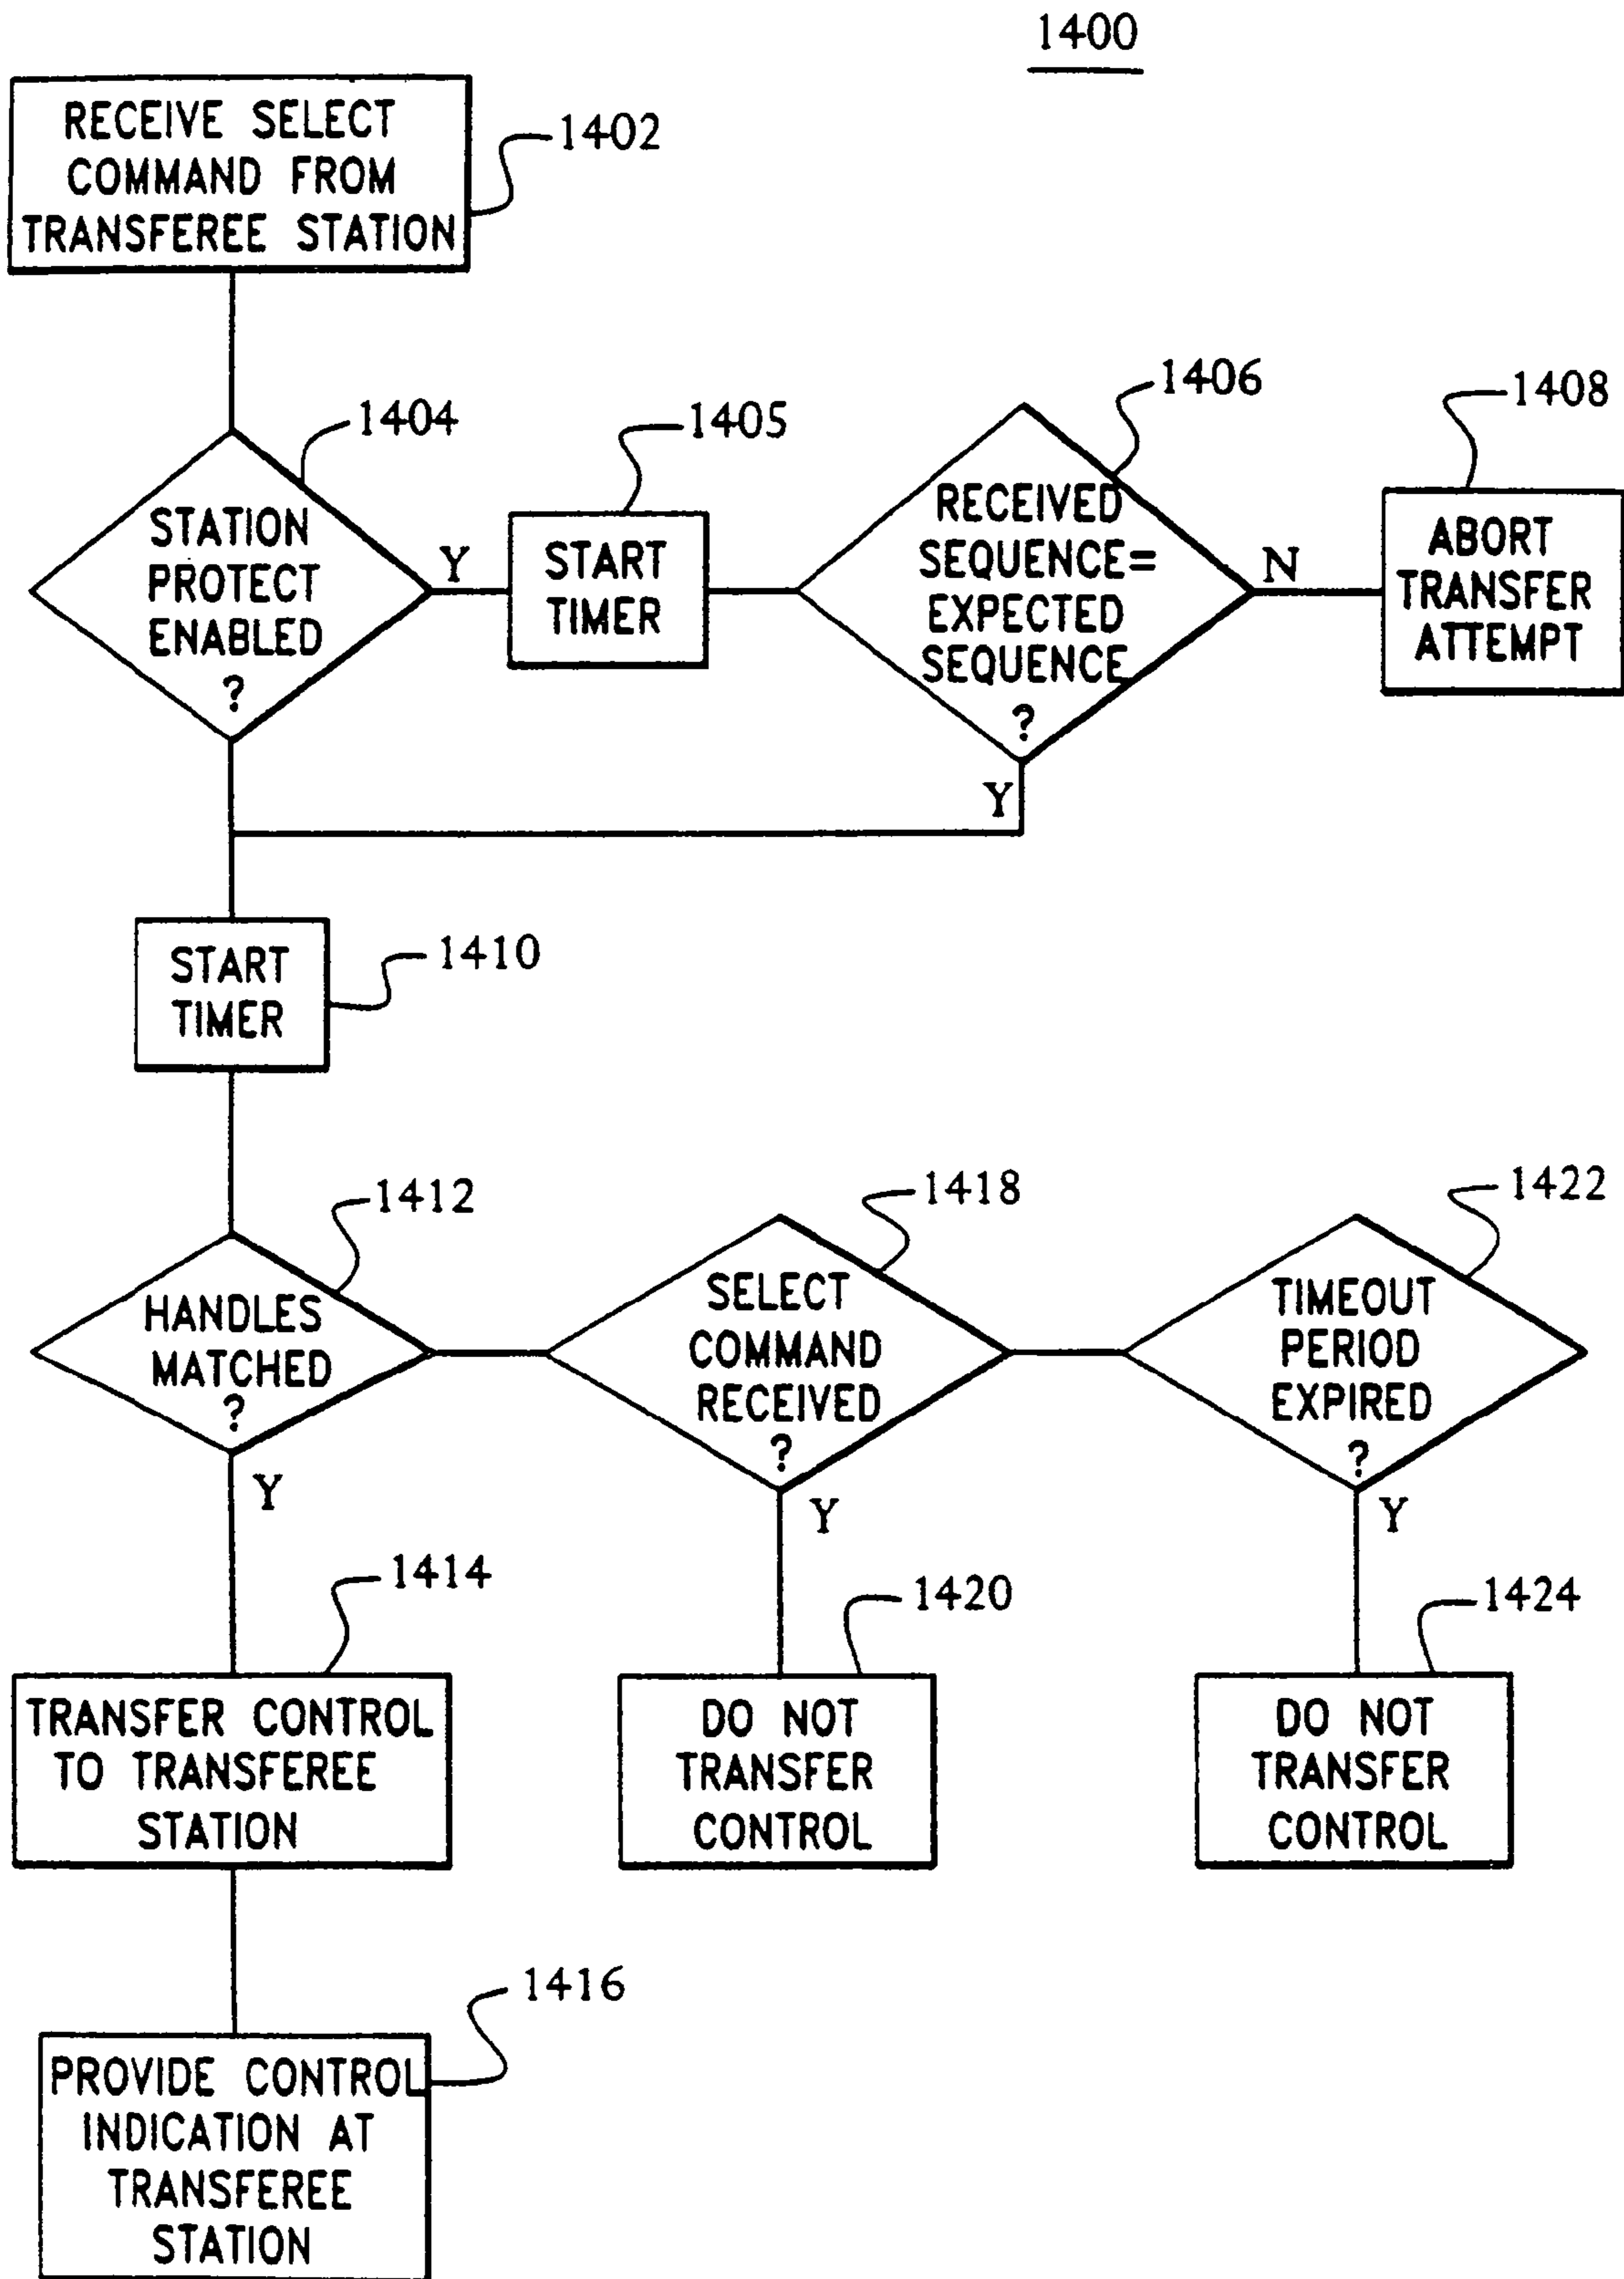 1400
RECEIVE SELECT
COMMAND FROM
TRANSFEREE STATION
1402
1404
STATION
PROTECT
ENABLED
?
Y
1405
START
TIMER
1406
RECEIVED
SEQUENCE=
EXPECTED
SEQUENCE
?
N
Y
1408
ABORT
TRANSFER
ATTEMPT
1410
START
TIMER
1412
HANDLES
MATCHED
?
Y
1418
SELECT
COMMAND
RECEIVED
?
Y
1422
TIMEOUT
PERIOD
EXPIRED
?
Y
1414
TRANSFER CONTROL
TO TRANSFEREE
STATION
1420
DO NOT
TRANSFER
CONTROL
1424
DO NOT
TRANSFER
CONTROL
1416
PROVIDE CONTROL
INDICATION AT
TRANSFEREE
STATION